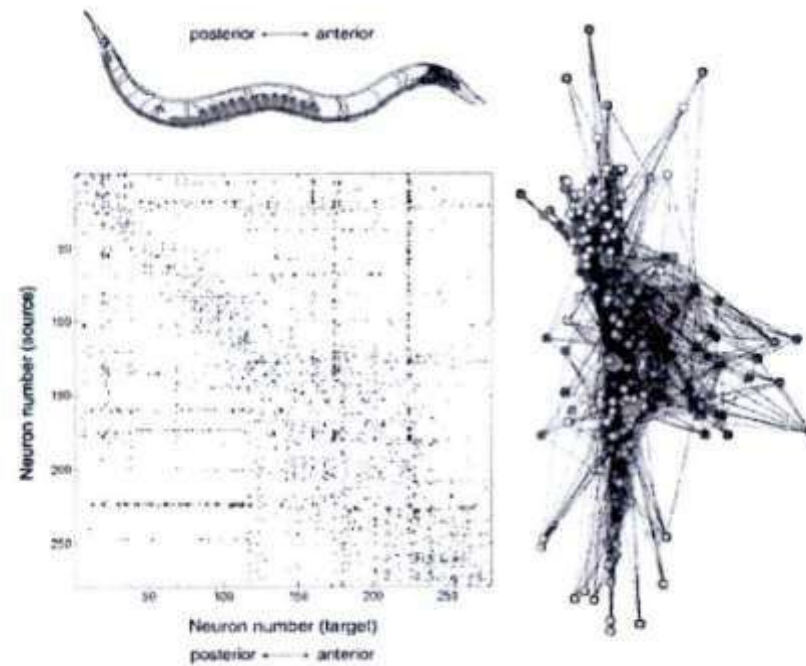 posterior ⟷ anterior
Neuron number (source)
50
100
150
200
250
50
100
150
200
250
Neuron number (target)
posterior ⟷ anterior